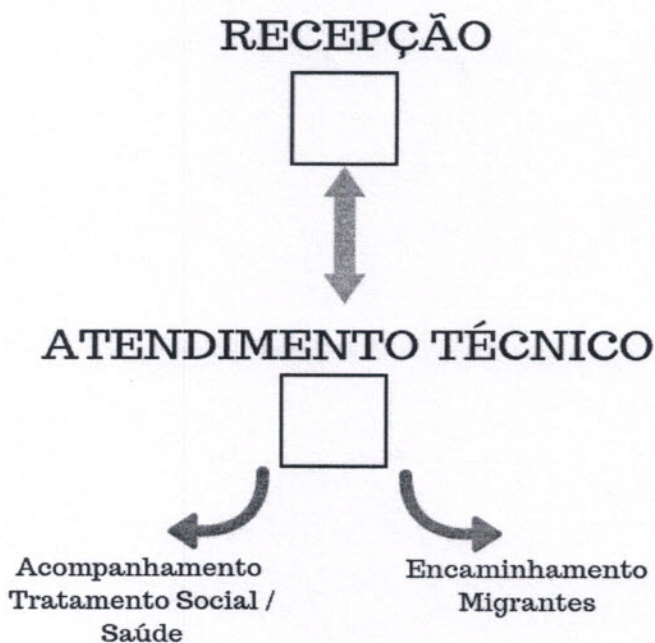 RECEPÇÃO
ATENDIMENTO TÉCNICO
Acompanhamento
Tratamento Social /
Saúde
Encaminhamento
Migrantes